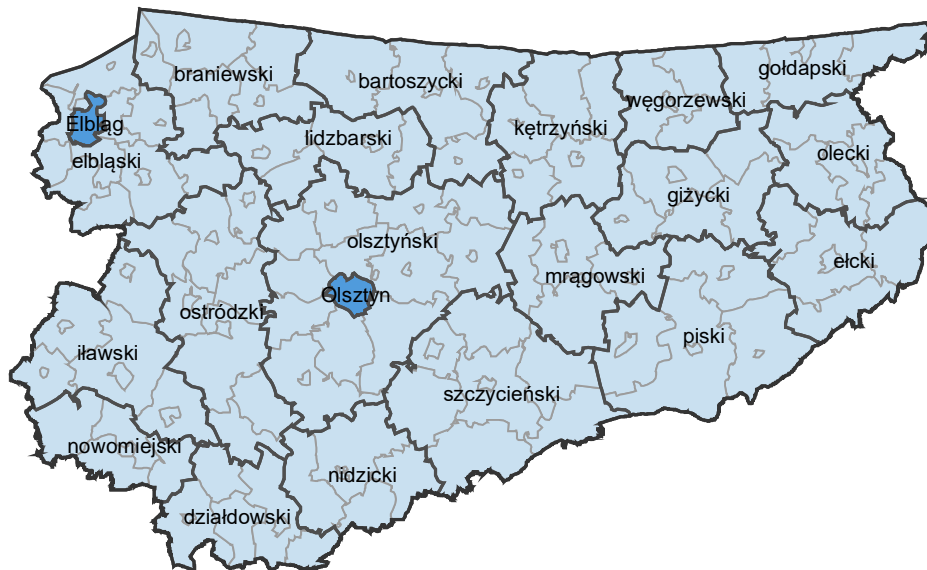 gołdapski
braniewski
bartoszycki
węgorzewski
Elbląg
kętrzyński
lidzbarski
olecki
elbląski
giżycki
olsztyński
ełcki
mrągowski
Olsztyn
ostródzki
piski
iławski
szczycieński
nowomiejski
nidzicki
działdowski